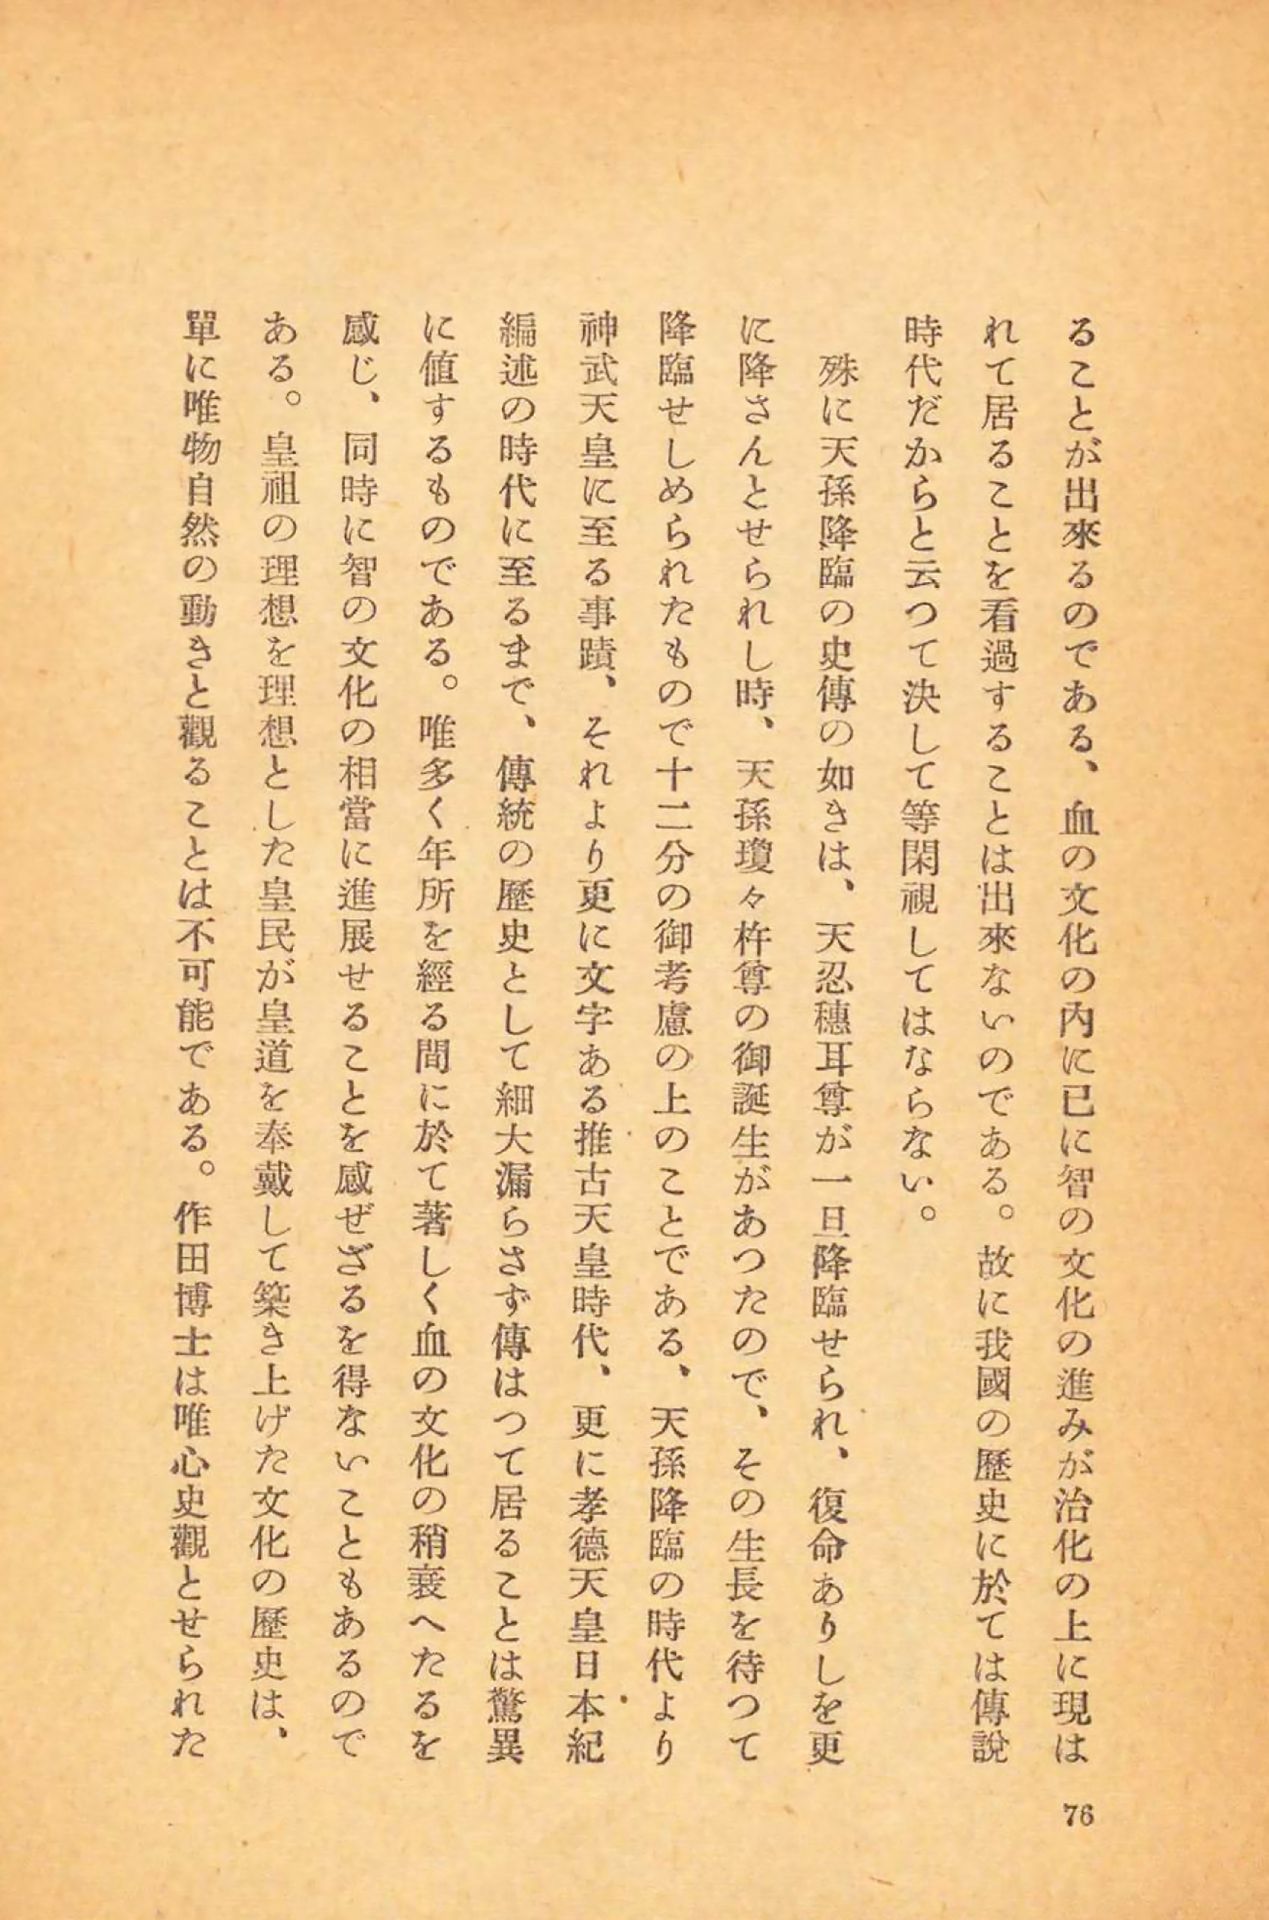 ることが出來るのである、血の文化の內に已に智の文化の進みが治化の上に現は
れて居ることを看過することは出來ないのである。故に我國の歷史に於ては傳說
時代だからと云つて決して等閑視してはならない。
殊に天孫降臨の史傳の如きは、天忍穗耳尊が一旦降臨せられ、復命ありしを更
に降さんとせられし時、天孫瓊々杵尊の御誕生があつたので、その生長を待つて
降臨せしめられたもので十二分の御考慮の上のことである、天孫降臨の時代より
神武天皇に至る事蹟、それより更に文字ある推古天皇時代、更に孝德天皇日本紀
編述の時代に至るまで、傳統の歷史として細大漏らさず傳はつて居ることは驚異
に値するものである。唯多く年所を經る間に於て著しく血の文化の稍衰へたるを
感じ、同時に智の文化の相當に進展せることを感ぜざるを得ないこともあるので
ある。皇祖の理想を理想とした皇民が皇道を奉戴して築き上げた文化の歷史は、
單に唯物自然の動きと觀ることは不可能である。作田博士は唯心史觀とせられた
76